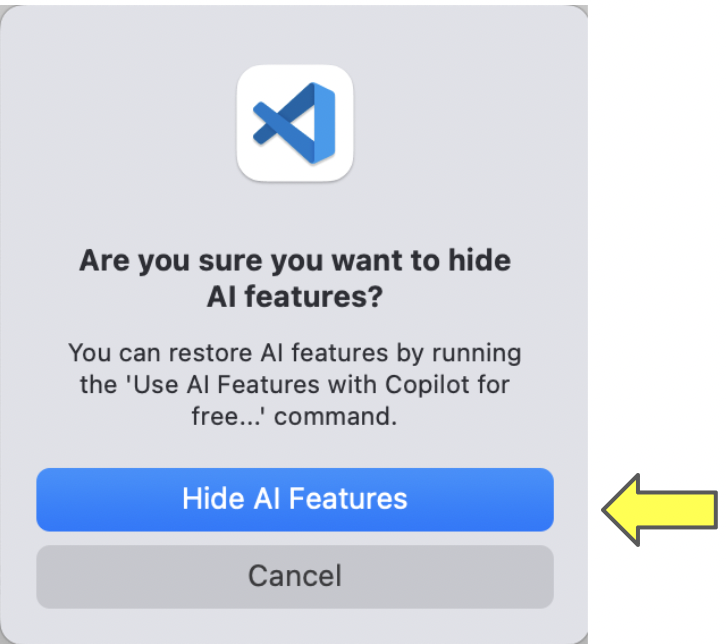 Are you sure you want to hide
AI features?
You can restore AI features by running
the 'Use AI Features with Copilot for
free...' command.
Hide AI Features
Cancel